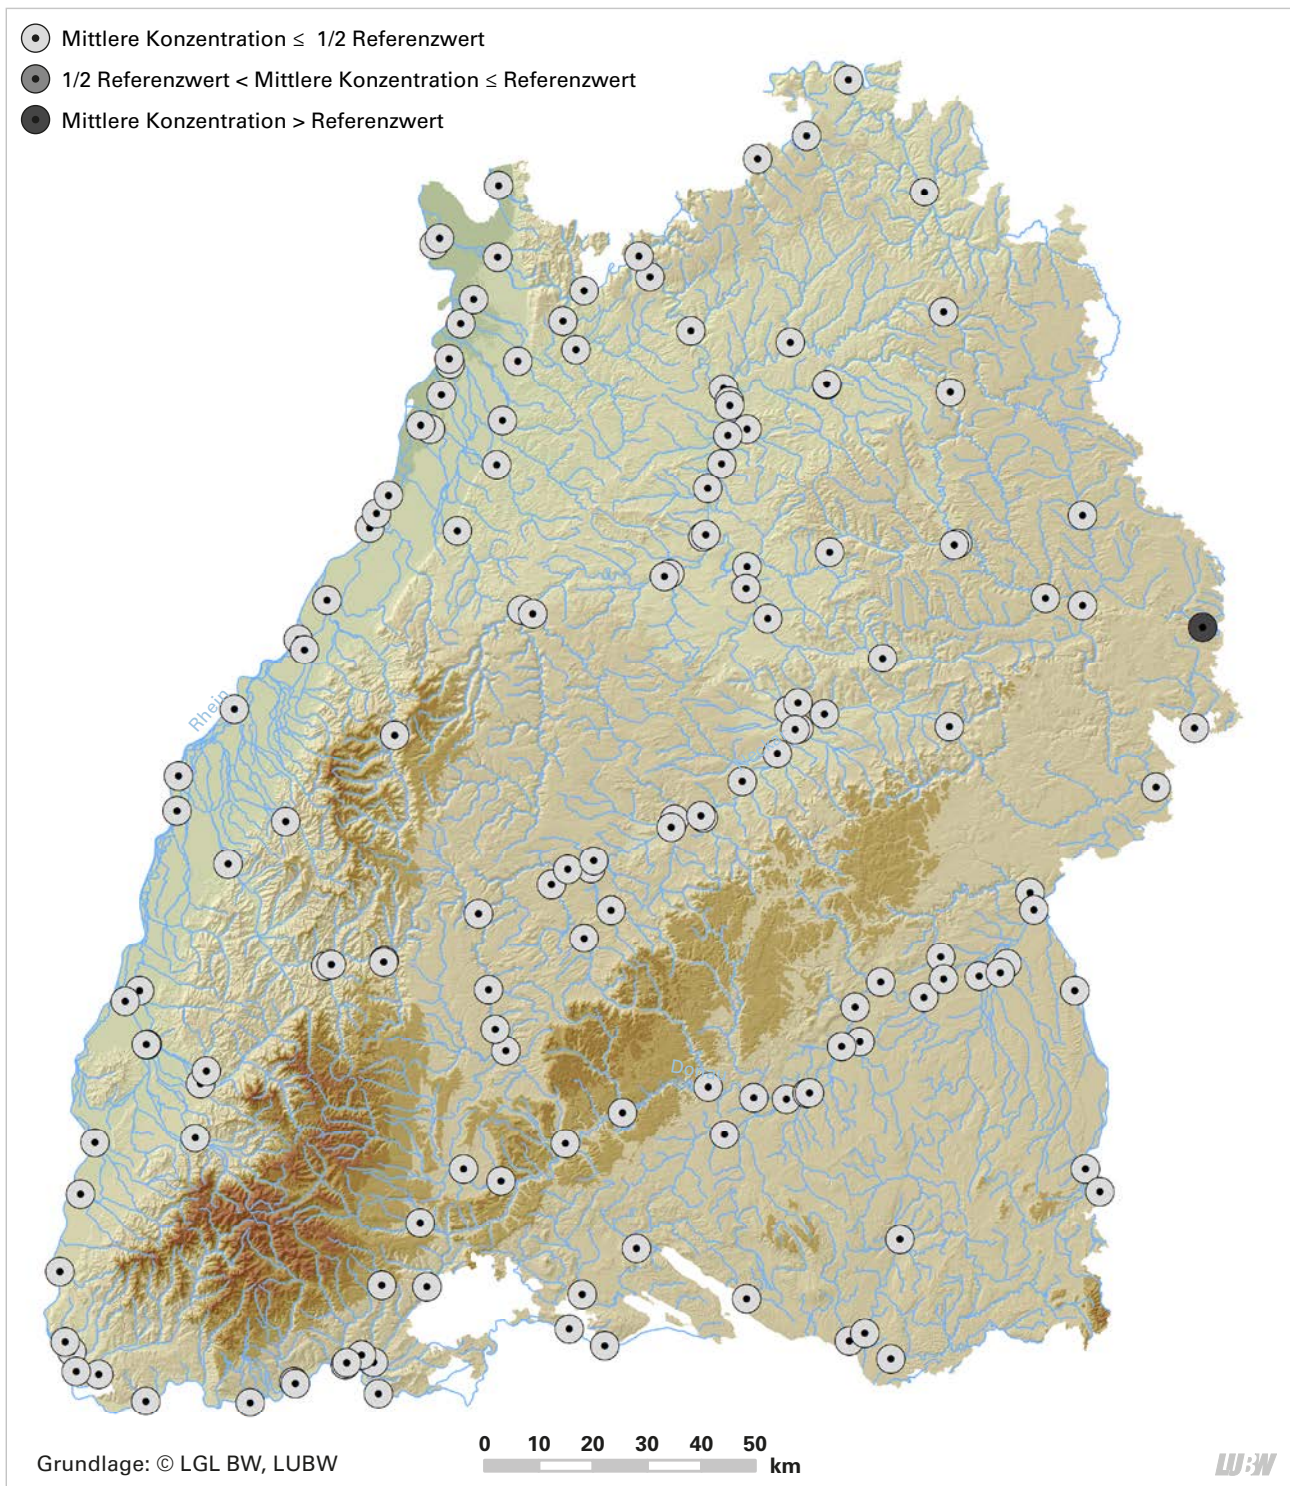 Mittlere Konzentration ≤ 1/2 Referenzwert
1/2 Referenzwert < Mittlere Konzentration ≤ Referenzwert
Mittlere Konzentration > Referenzwert
Rhein
0 10 20 30 40 50
km
Grundlage: © LGL BW, LUBW
LUBW